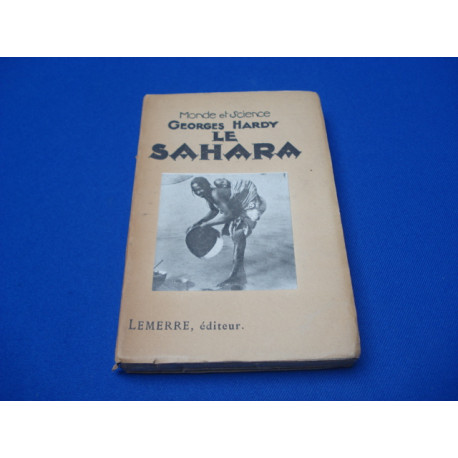 Monde et Science
GEORGES HARDY
LE
SAHARA
LEMERRE, éditeur.